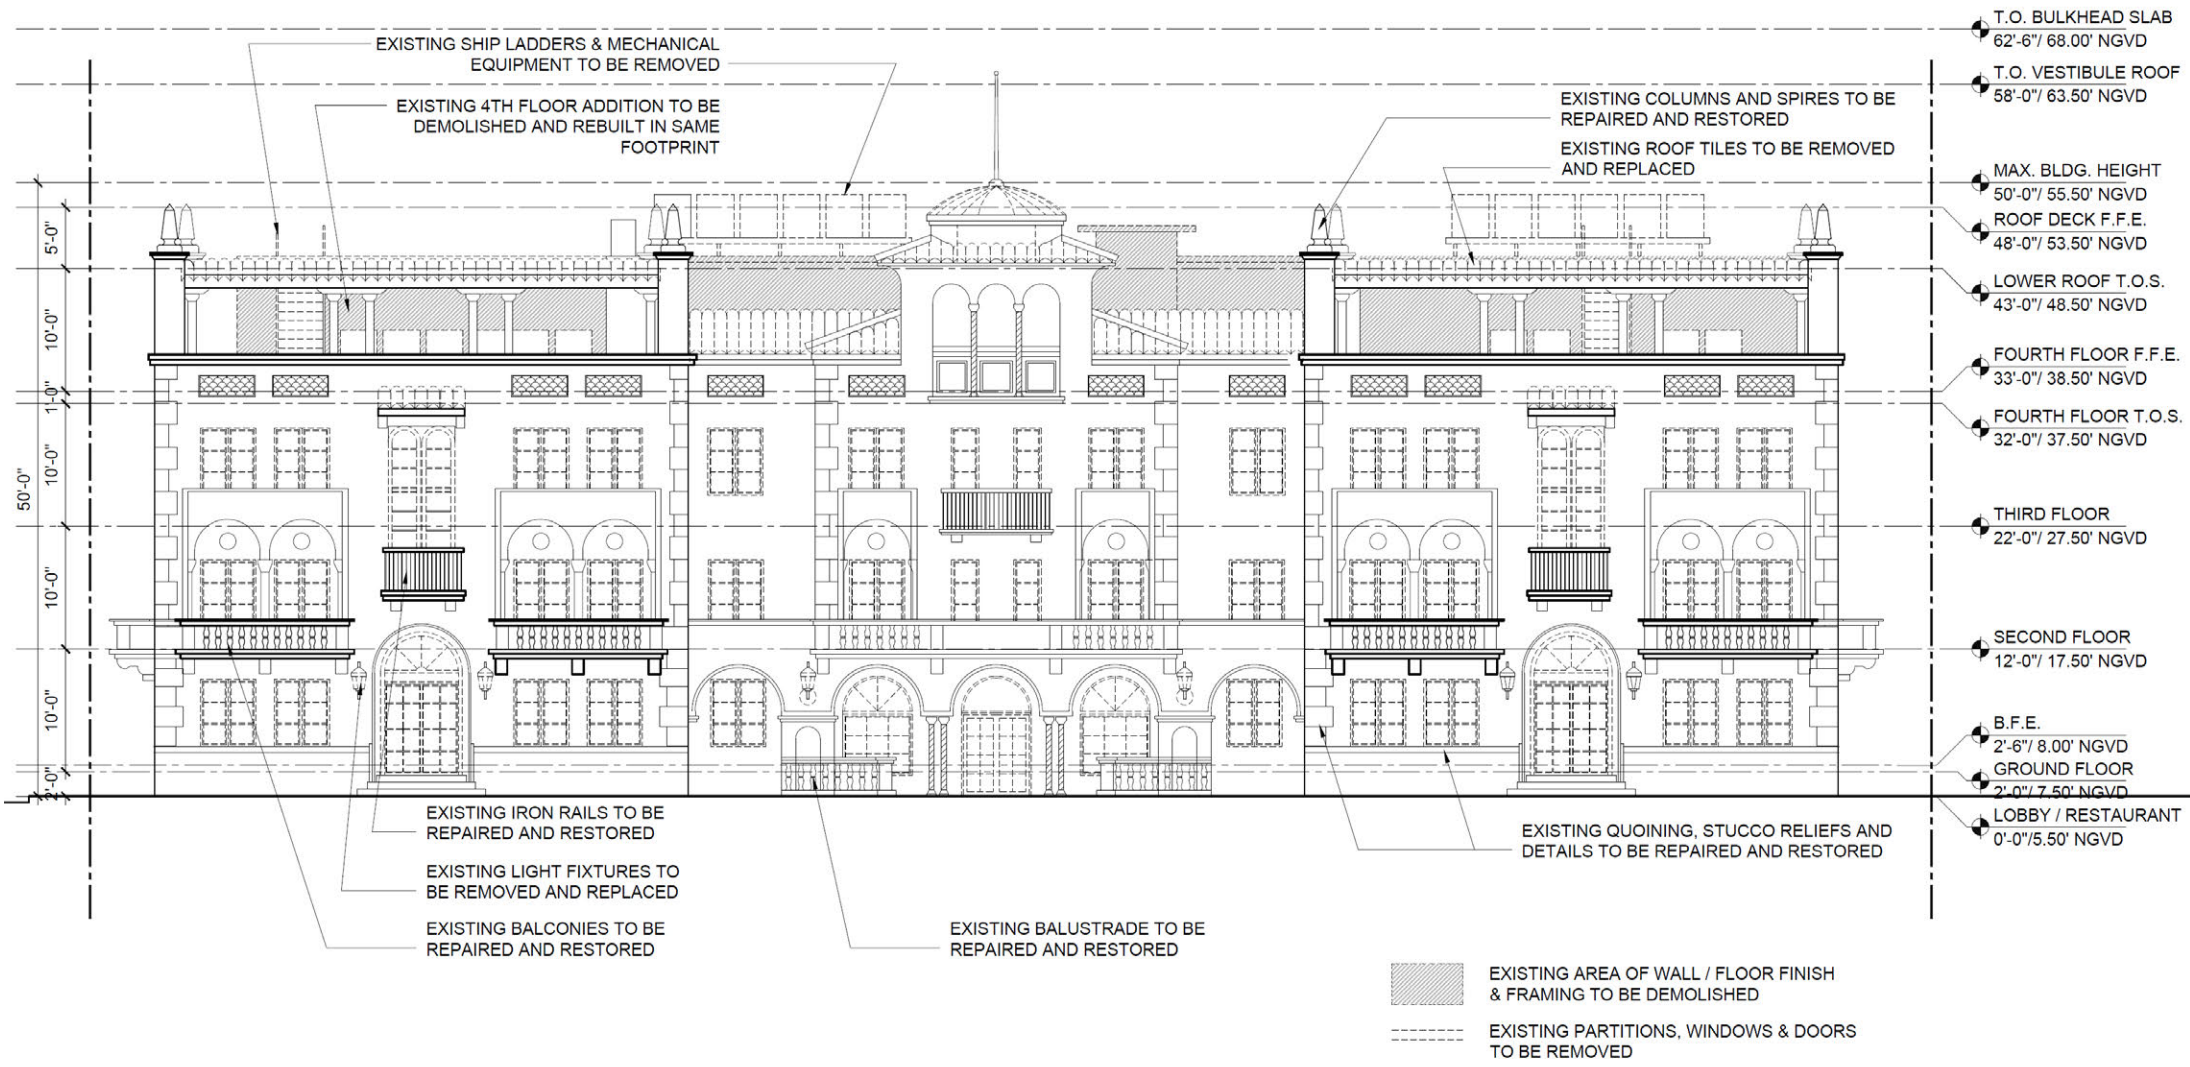 EXISTING SHIP LADDERS & MECHANICAL
EQUIPMENT TO BE REMOVED
EXISTING 4TH FLOOR ADDITION TO BE
DEMOLISHED AND REBUILT IN SAME
FOOTPRINT
EXISTING COLUMNS AND SPIRES TO BE
REPAIRED AND RESTORED
EXISTING ROOF TILES TO BE REMOVED
AND REPLACED
T.O. BULKHEAD SLAB
62'-6"/ 68.00' NGVD
T.O. VESTIBULE ROOF
58'-0"/ 63.50' NGVD
MAX. BLDG. HEIGHT
50'-0"/ 55.50' NGVD
ROOF DECK F.F.E.
48'-0"/ 53.50' NGVD
LOWER ROOF T.O.S.
43'-0"/ 48.50' NGVD
FOURTH FLOOR F.F.E.
33'-0"/ 38.50' NGVD
FOURTH FLOOR T.O.S.
32'-0"/ 37.50' NGVD
THIRD FLOOR
22'-0"/ 27.50' NGVD
SECOND FLOOR
12'-0"/ 17.50' NGVD
B.F.E.
2'-6"/ 8.00' NGVD
GROUND FLOOR
2'-0"/ 7.50' NGVD
LOBBY / RESTAURANT
0'-0"/5.50' NGVD
5'-0"
10'-0"
1'-0"
10'-0"
50'-0"
10'-0"
10'-0"
2'-0"
EXISTING IRON RAILS TO BE
REPAIRED AND RESTORED
EXISTING LIGHT FIXTURES TO
BE REMOVED AND REPLACED
EXISTING BALCONIES TO BE
REPAIRED AND RESTORED
EXISTING BALUSTRADE TO BE
REPAIRED AND RESTORED
EXISTING QUOINING, STUCCO RELIEFS AND
DETAILS TO BE REPAIRED AND RESTORED
EXISTING AREA OF WALL / FLOOR FINISH
& FRAMING TO BE DEMOLISHED
EXISTING PARTITIONS, WINDOWS & DOORS
TO BE REMOVED